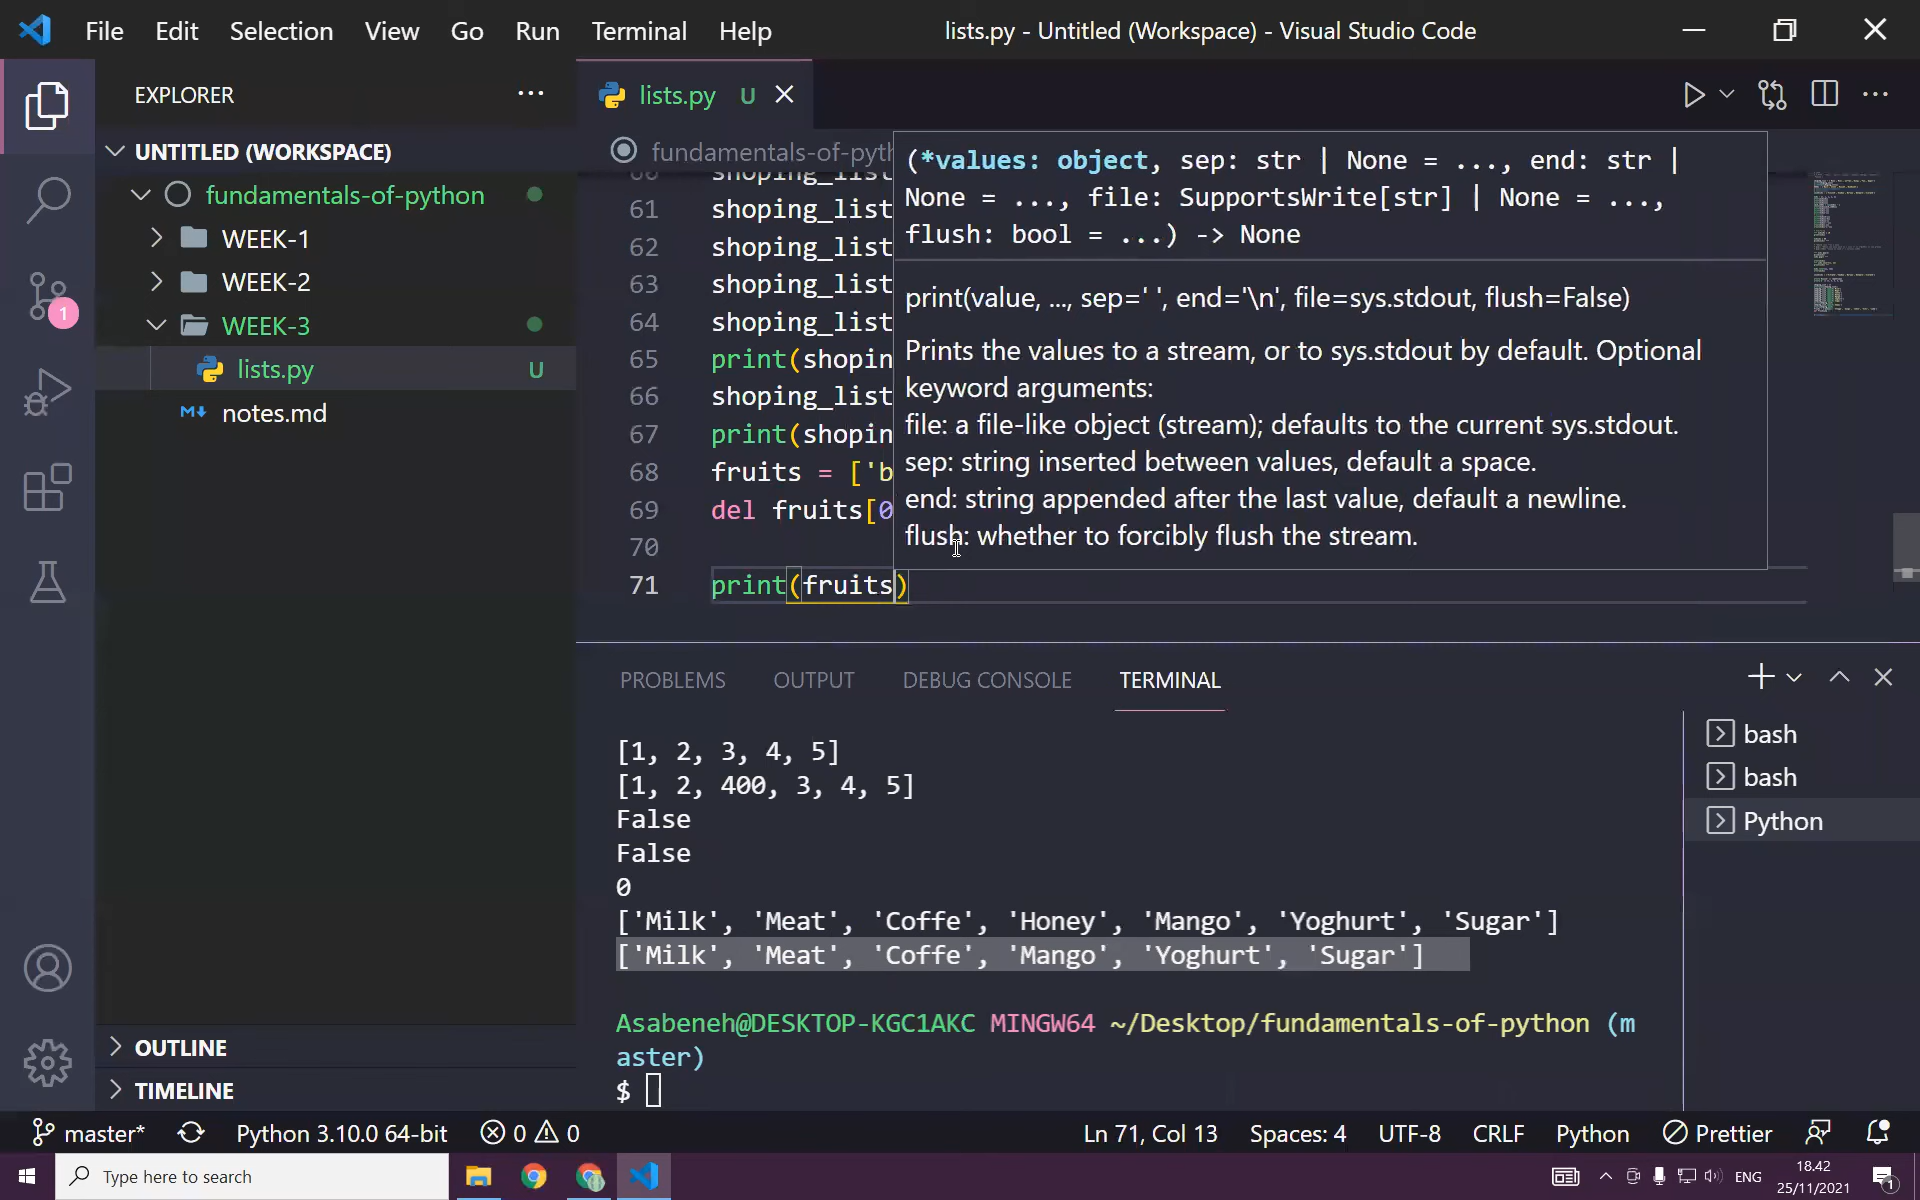 File Edit Selection View Go Run Terminal Help
lists.py - Untitled (Workspace) - Visual Studio Code
EXPLORER
UNTITLED (WORKSPACE)
fundamentals-of-python
WEEK-1
WEEK-2
WEEK-3
lists.py U
notes.md
OUTLINE
TIMELINE
1
lists.py U
fundamentals-of-pyth
60 shoping_list
61 shoping_list
62 shoping_list
63 shoping_list
64 shoping_list
65 print(shopin
66 shoping_list
67 print(shopin
68 fruits = ['b
69 del fruits[0
70
71 print(fruits)
(*values: object, sep: str | None = ..., end: str |
None = ..., file: SupportsWrite[str] | None = ...,
flush: bool = ...) -> None
print(value, ..., sep=' ', end='\n', file=sys.stdout, flush=False)
Prints the values to a stream, or to sys.stdout by default. Optional
keyword arguments:
file: a file-like object (stream); defaults to the current sys.stdout.
sep: string inserted between values, default a space.
end: string appended after the last value, default a newline.
flush: whether to forcibly flush the stream.
PROBLEMS OUTPUT DEBUG CONSOLE TERMINAL
[1, 2, 3, 4, 5]
[1, 2, 400, 3, 4, 5]
False
False
0
['Milk', 'Meat', 'Coffe', 'Honey', 'Mango', 'Yoghurt', 'Sugar']
['Milk', 'Meat', 'Coffe', 'Mango', 'Yoghurt', 'Sugar']
Asabeneh@DESKTOP-KGC1AKC MINGW64 ~/Desktop/fundamentals-of-python (m
aster)
$
bash
bash
Python
master* Python 3.10.0 64-bit 0 0 Ln 71, Col 13 Spaces: 4 UTF-8 CRLF Python Prettier
Type here to search
ENG
18.42
25/11/2021
1